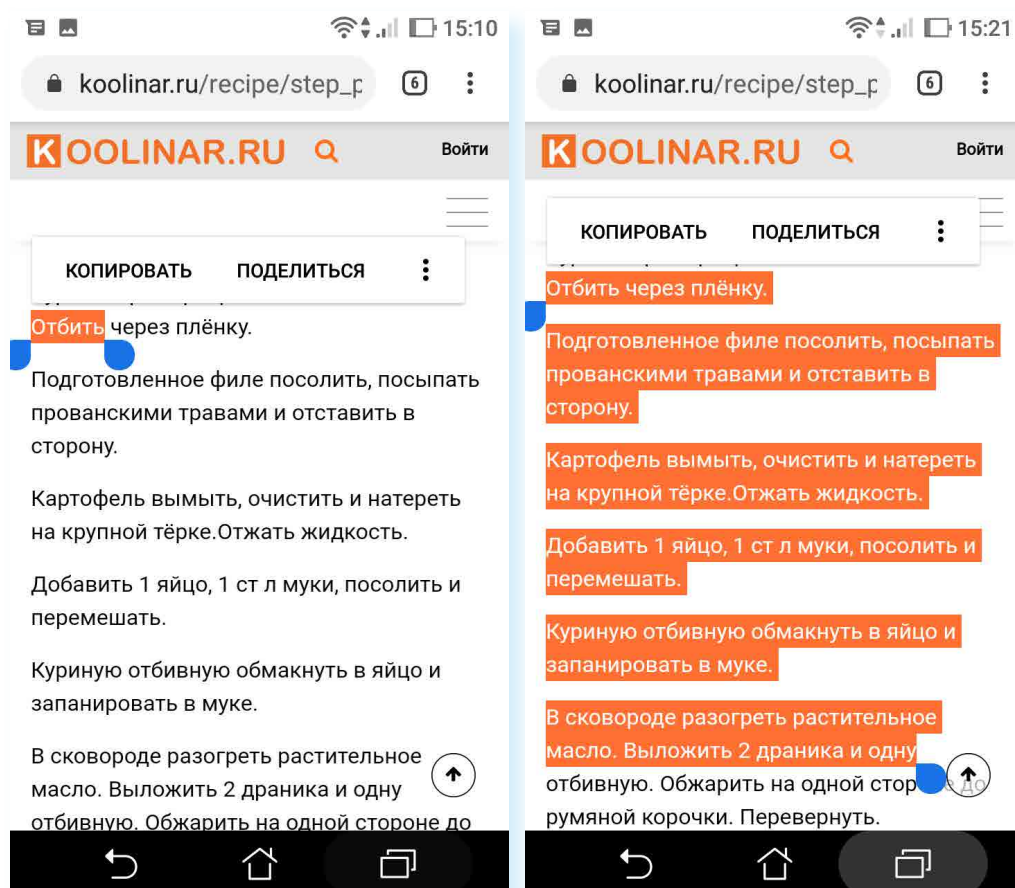 15:10
koolinar.ru/recipe/step_p
6
KOOLINAR.RU
Войти
КОПИРОВАТЬ ПОДЕЛИТЬСЯ
Отбить через плёнку.
Подготовленное филе посолить, посыпать
прованскими травами и отставить в
сторону.
Картофель вымыть, очистить и натереть
на крупной тёрке.Отжать жидкость.
Добавить 1 яйцо, 1 ст л муки, посолить и
перемешать.
Куриную отбивную обмакнуть в яйцо и
запанировать в муке.
В сковороде разогреть растительное
масло. Выложить 2 драника и одну
отбивную. Обжарить на одной стороне до
15:21
koolinar.ru/recipe/step_p
6
KOOLINAR.RU
Войти
КОПИРОВАТЬ ПОДЕЛИТЬСЯ
Отбить через плёнку.
Подготовленное филе посолить, посыпать
прованскими травами и отставить в
сторону.
Картофель вымыть, очистить и натереть
на крупной тёрке.Отжать жидкость.
Добавить 1 яйцо, 1 ст л муки, посолить и
перемешать.
Куриную отбивную обмакнуть в яйцо и
запанировать в муке.
В сковороде разогреть растительное
масло. Выложить 2 драника и одну
отбивную. Обжарить на одной стороне до
румяной корочки. Перевернуть.